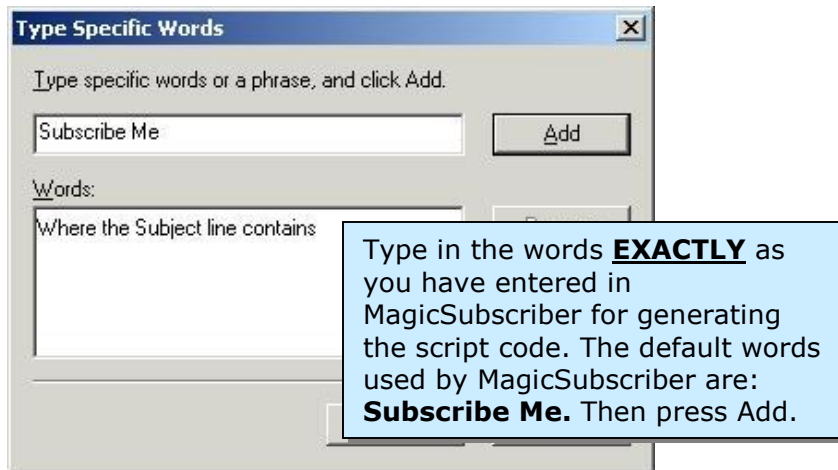 Type Specific Words
Type specific words or a phrase, and click Add.
Subscribe Me
Add
Words:
Where the Subject line contains
Type in the words EXACTLY as
you have entered in
MagicSubscriber for generating
the script code. The default words
used by MagicSubscriber are:
Subscribe Me. Then press Add.